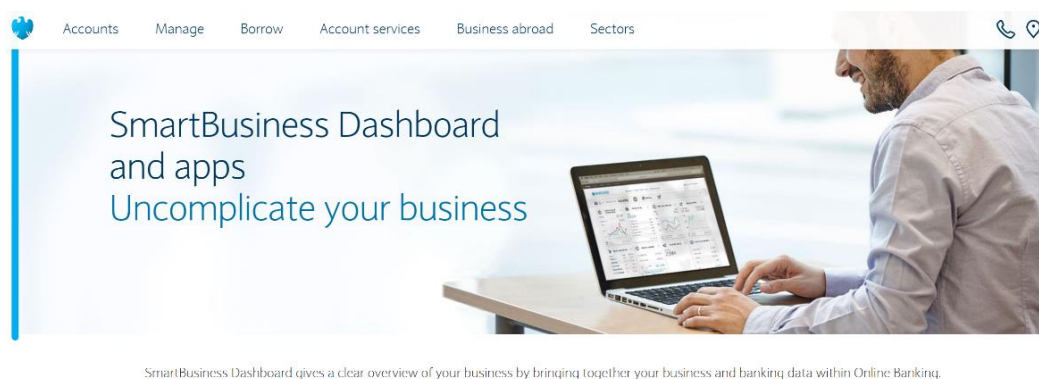 Accounts Manage Borrow Account services Business abroad Sectors
SmartBusiness Dashboard
and apps
Uncomplicate your business
SmartBusiness Dashboard gives a clear overview of your business by bringing together your business and banking data within Online Banking.